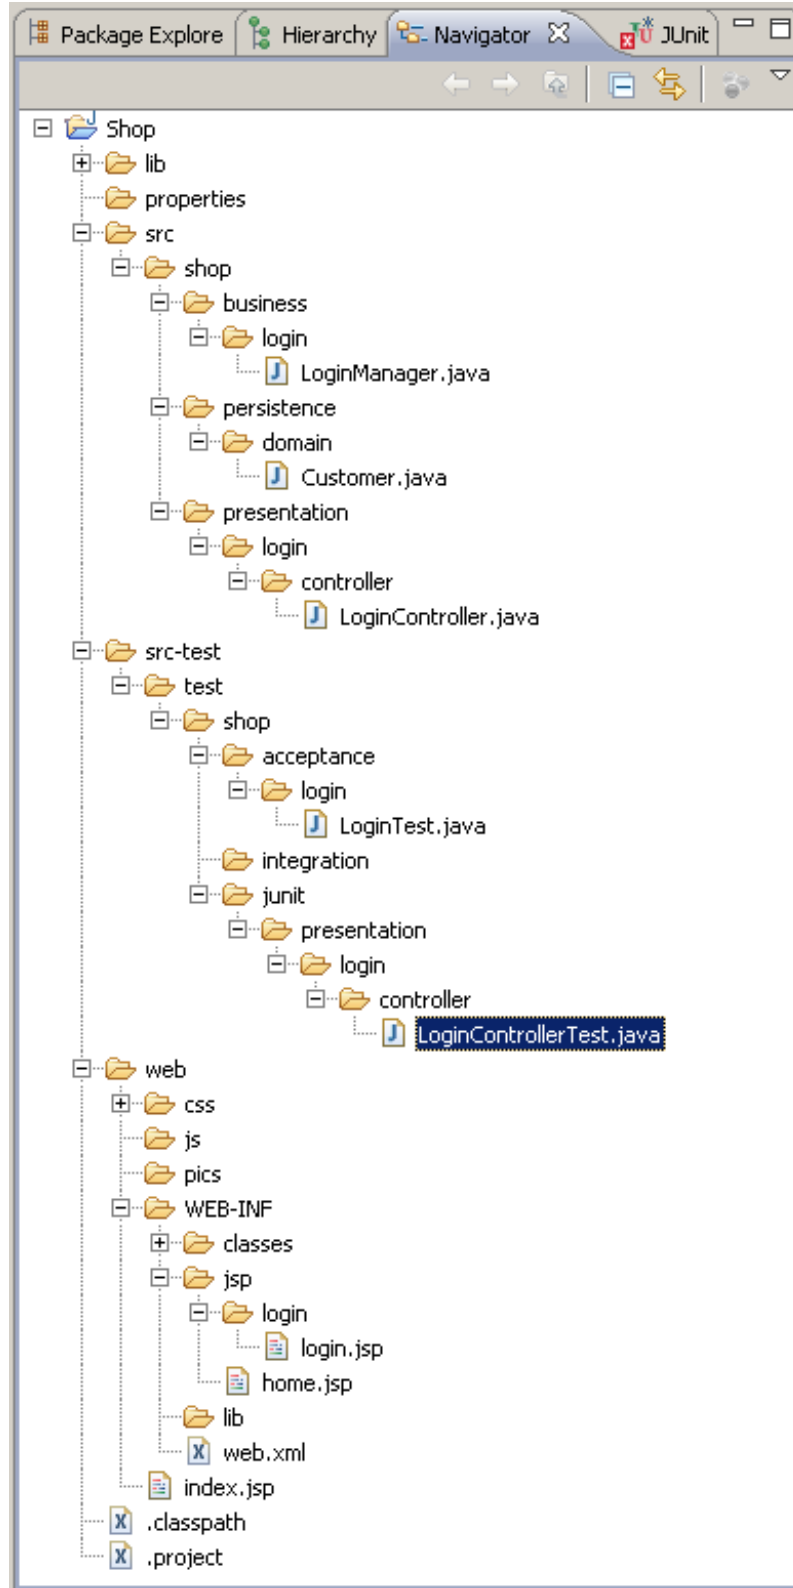 Package Explore Hierarchy Navigator JUnit
Shop
lib
properties
src
shop
business
login
LoginManager.java
persistence
domain
Customer.java
presentation
login
controller
LoginController.java
src-test
test
shop
acceptance
login
LoginTest.java
integration
junit
presentation
login
controller
LoginControllerTest.java
web
css
js
pics
WEB-INF
classes
jsp
login
login.jsp
home.jsp
lib
web.xml
index.jsp
.classpath
.project